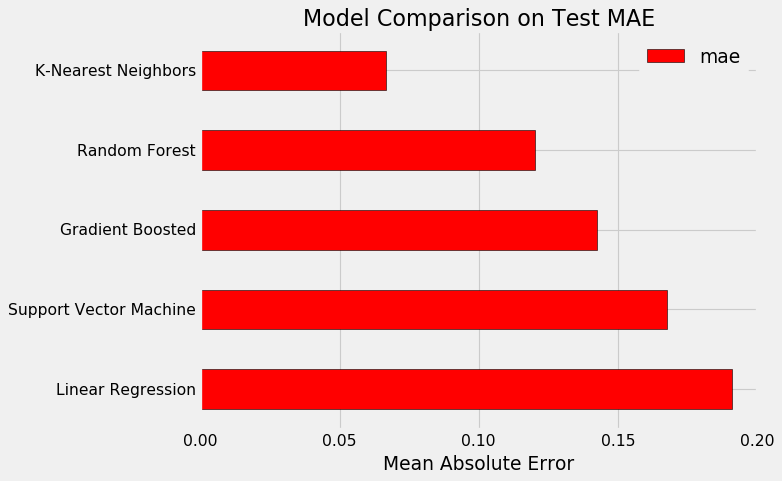 Model Comparison on Test MAE
mae
K-Nearest Neighbors
Random Forest
Gradient Boosted
Support Vector Machine
Linear Regression
0.00 0.05 0.10 0.15 0.20
Mean Absolute Error